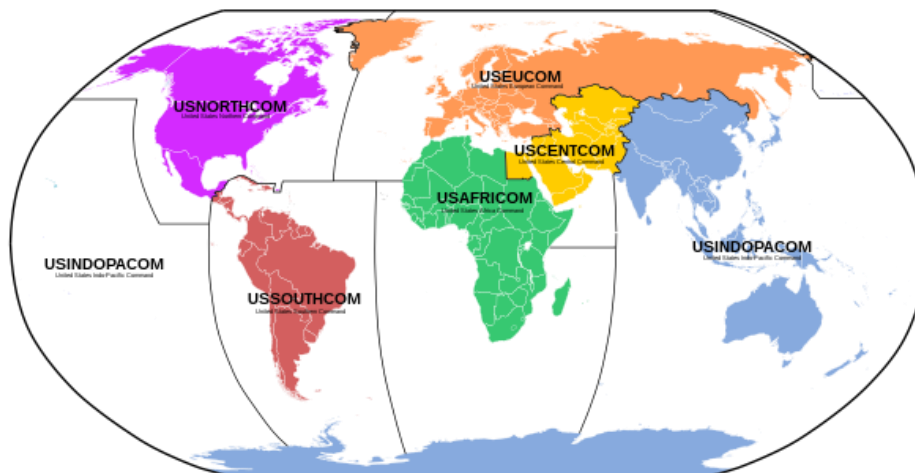 USEUCOM
United States European Command
USNORTHCOM
United States Northern Command
USCENTCOM
United States Central Command
USAFRICOM
United States Africa Command
USINDOPACOM
United States Indo-Pacific Command
USINDOPACOM
United States Indo-Pacific Command
USSOUTHCOM
United States Southern Command